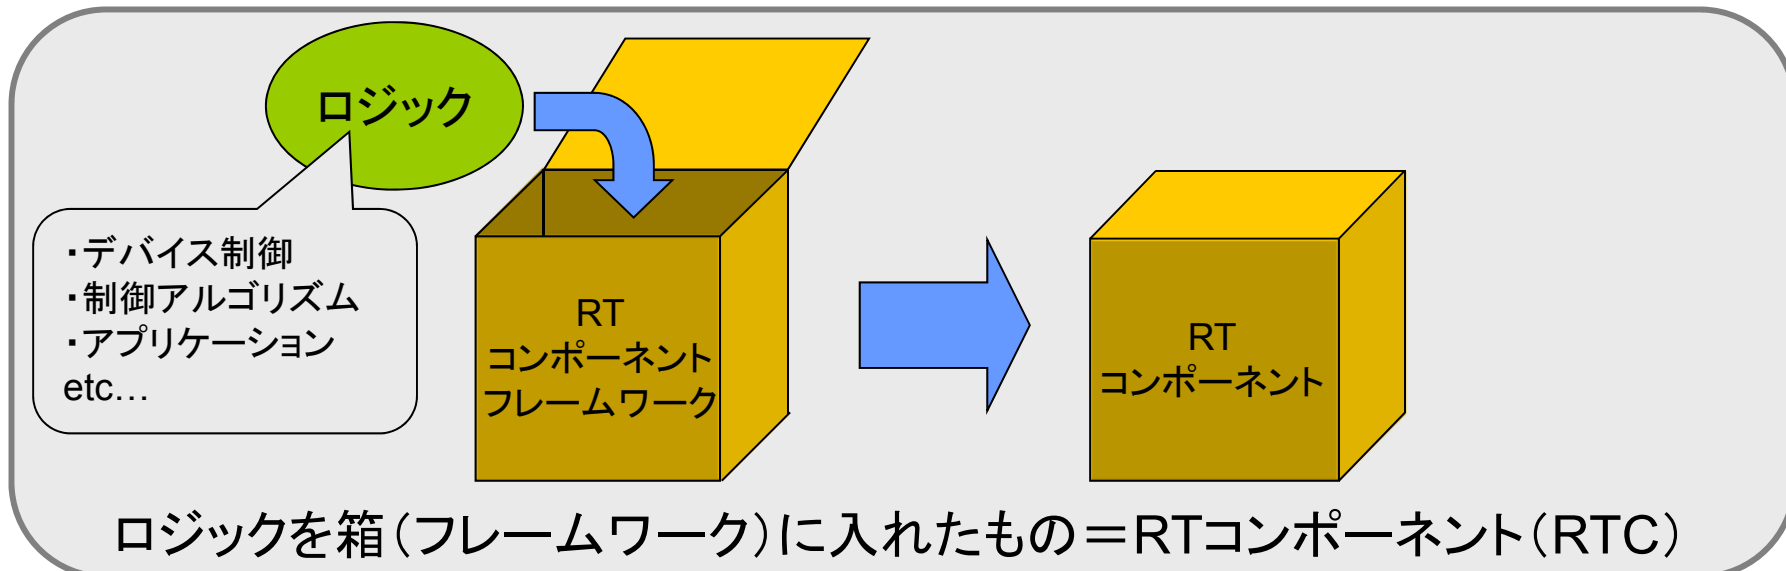 ロジック
・デバイス制御
・制御アルゴリズム
・アプリケーション
etc…
RT
コンポーネント
フレームワーク
RT
コンポーネント
ロジックを箱(フレームワーク)に入れたもの＝RTコンポーネント(RTC)